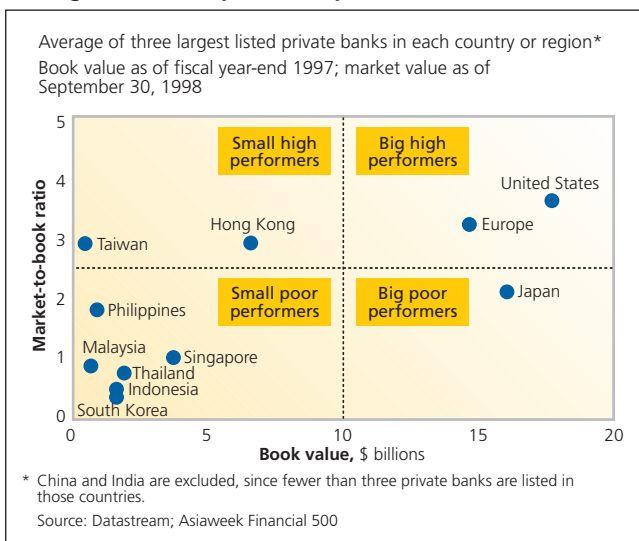 Average of three largest listed private banks in each country or region*
Book value as of fiscal year-end 1997; market value as of
September 30, 1998
Market-to-book ratio
5
4
3
2
1
0
Small high
performers
Big high
performers
United States
Hong Kong
Europe
Taiwan
Small poor
performers
Big poor
performers
Japan
Philippines
Malaysia
Singapore
Thailand
Indonesia
South Korea
0
5
10
15
20
Book value, $ billions
* China and India are excluded, since fewer than three private banks are listed in
those countries.
Source: Datastream; Asiaweek Financial 500